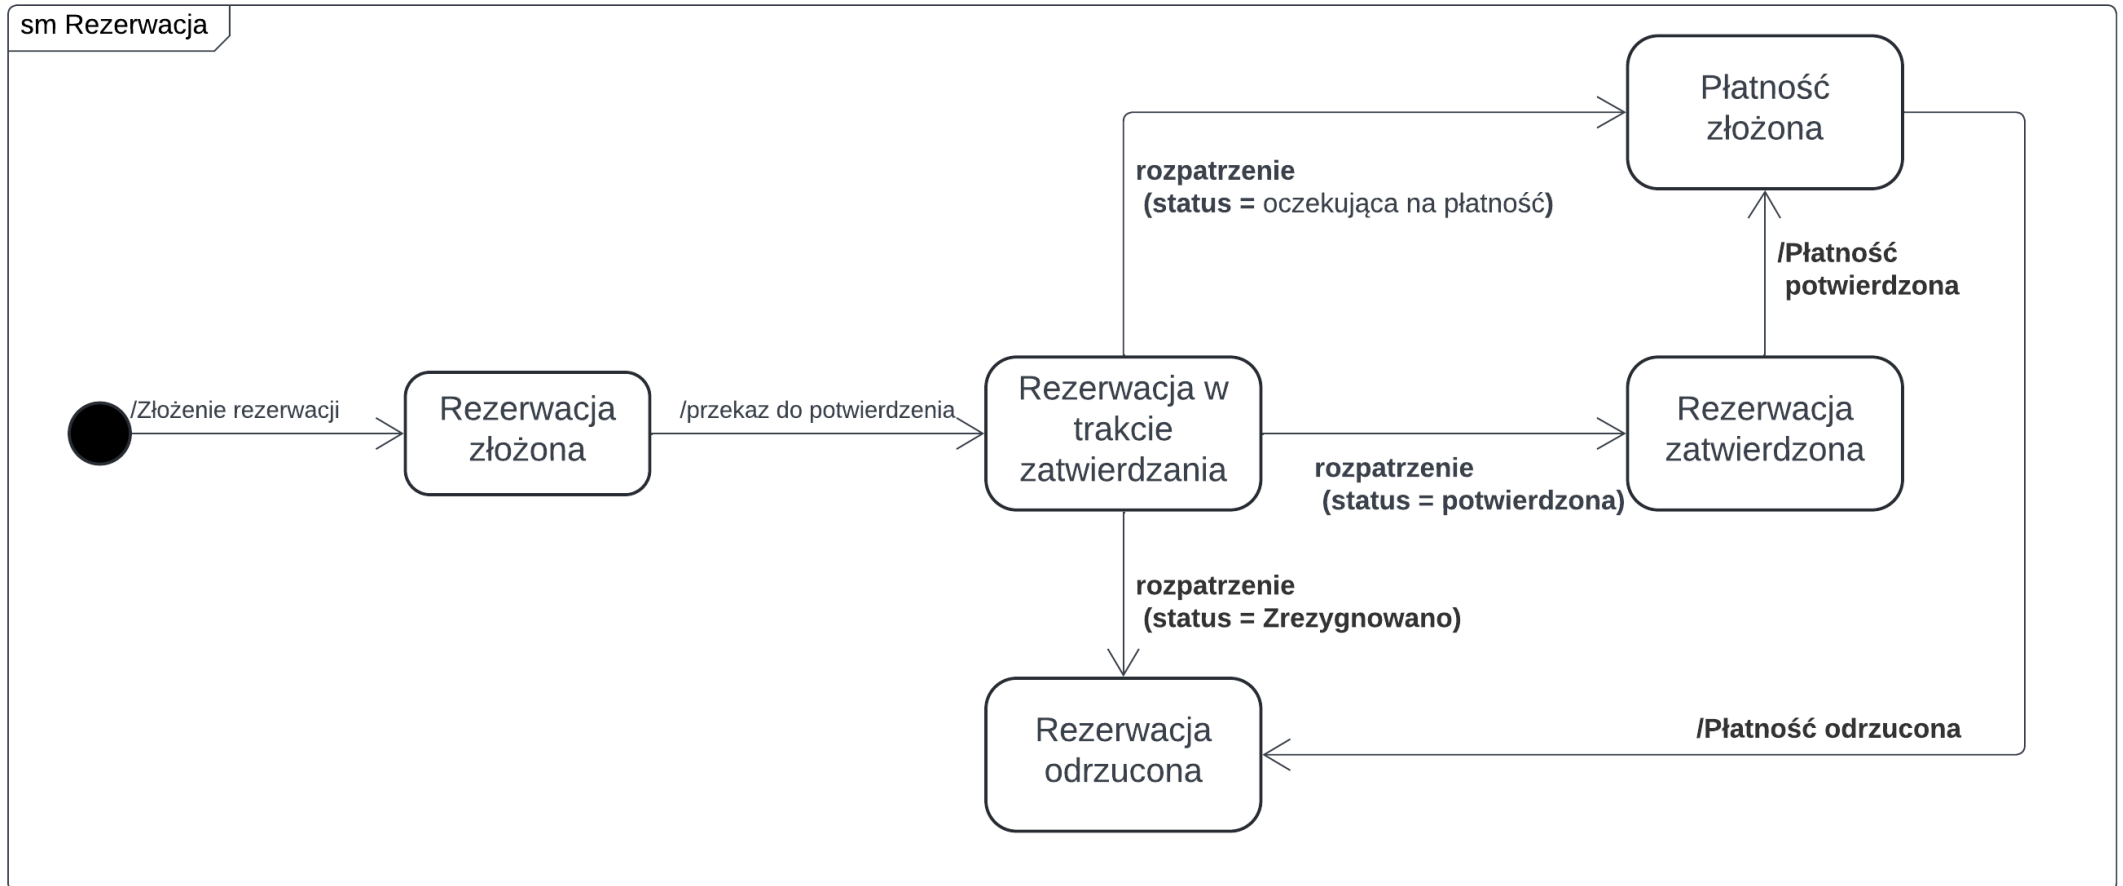 sm Rezerwacja
Płatność
złożona
rozpatrzenie
(status = oczekująca na płatność)
/Płatność
potwierdzona
/Złożenie rezerwacji
Rezerwacja
złożona
/przekaz do potwierdzenia
Rezerwacja w
trakcie
zatwierdzania
rozpatrzenie
(status = potwierdzona)
Rezerwacja
zatwierdzona
rozpatrzenie
(status = Zrezygnowano)
Rezerwacja
odrzucona
/Płatność odrzucona